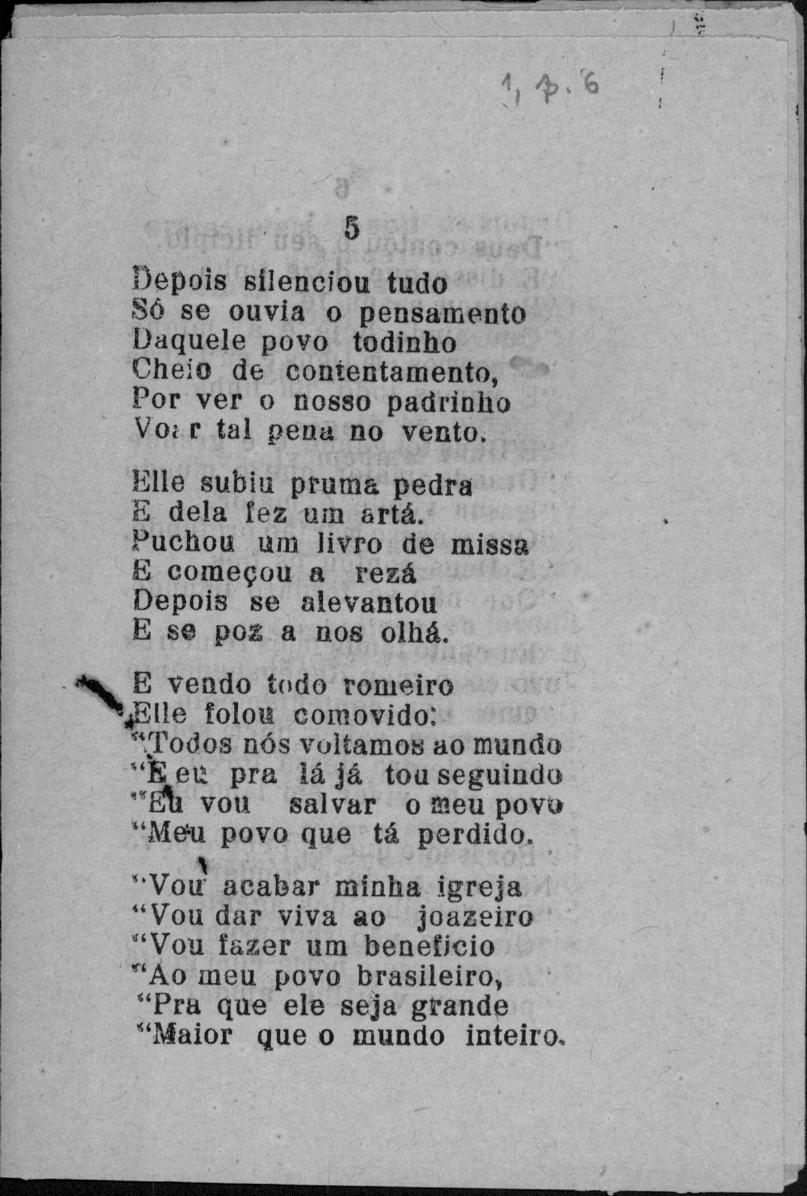 1, p. 6
5
Depois silenciou tudo
Só se ouvia o pensamento
Daquele povo todinho
Cheio de contentamento,
Por ver o nosso padrinho
Voar tal pena no vento.
Elle subiu pruma pedra
E dela fez um artá.
Puchou um livro de missa
E começou a rezá
Depois se alevantou
E se poz a nos olhá.
E vendo todo romeiro
Elle folou comovido:
"Todos nós voltamos ao mundo
"E eu pra lá já tou seguindo
"Eu vou salvar o meu povo
"Meu povo que tá perdido.
"Vou acabar minha igreja
"Vou dar viva ao joazeiro
"Vou fazer um beneficio
"Ao meu povo brasileiro,
"Pra que ele seja grande
"Maior que o mundo inteiro.